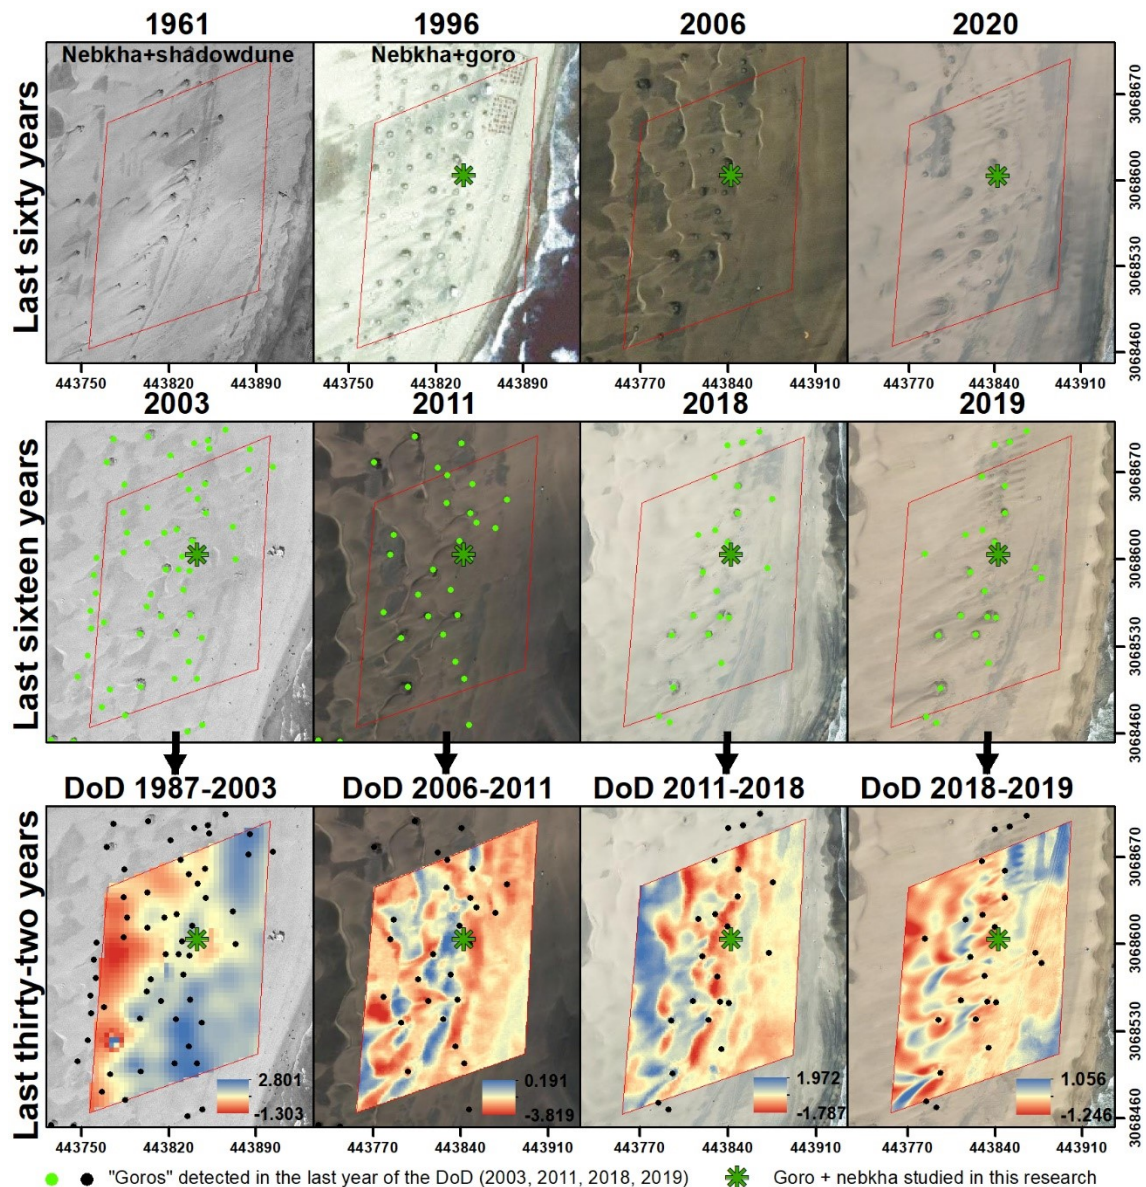 1961 1996 2006 2020
Last sixty years
Nebkha+shadowdune Nebkha+goro
3068670
3068600
3068530
3068460
443750 443820 443890 443750 443820 443890 443770 443840 443910 443770 443840 443910
2003 2011 2018 2019
Last sixteen years
3068670
3068600
3068530
3068460
DoD 1987-2003 DoD 2006-2011 DoD 2011-2018 DoD 2018-2019
Last thirty-two years
3068670
3068600
3068530
3068460
2.801 0.191 1.972 1.056
-1.303 -3.819 -1.787 -1.246
443750 443820 443890 443770 443840 443910 443770 443840 443910 443770 443840 443910
"Goros" detected in the last year of the DoD (2003, 2011, 2018, 2019) Goro + nebkha studied in this research